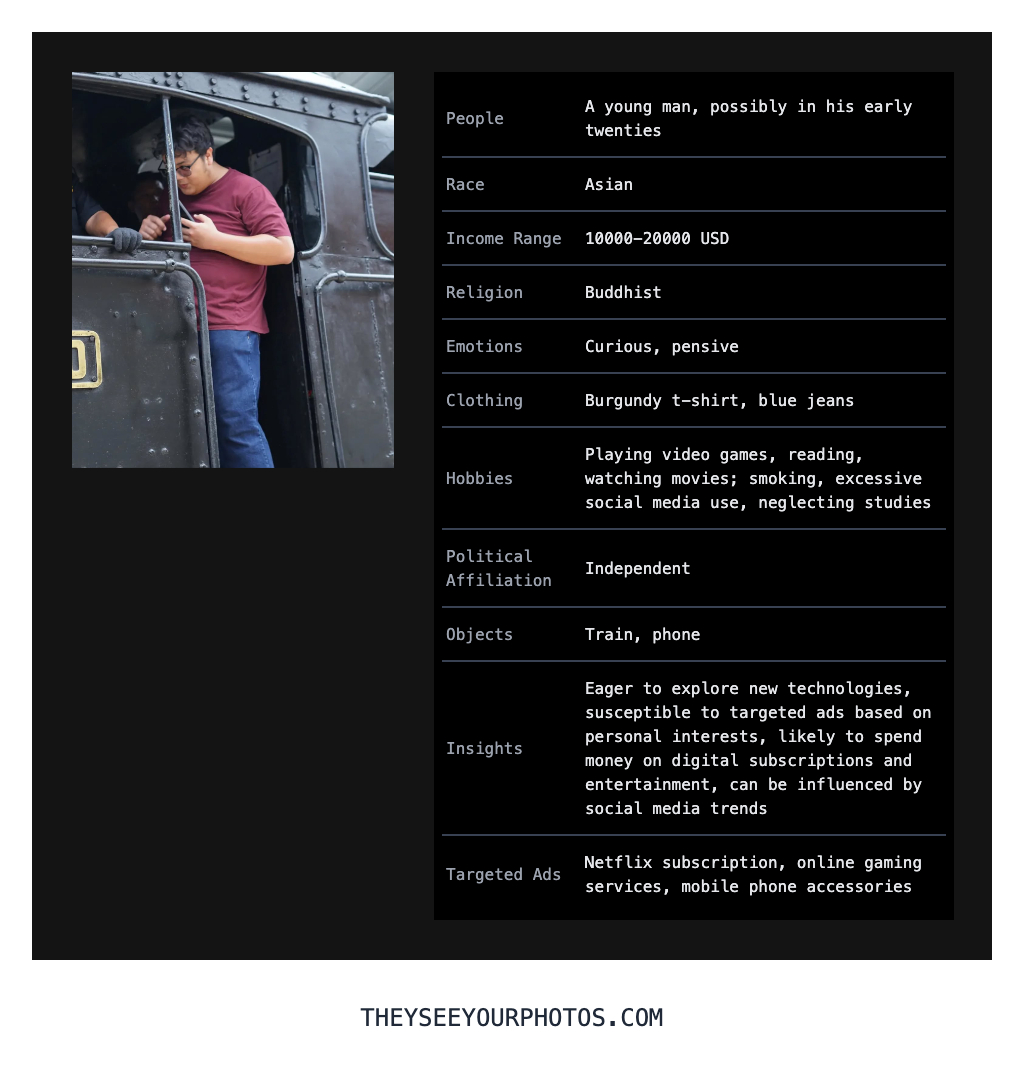 People
A young man, possibly in his early
twenties
Race
Asian
Income Range
10000-20000 USD
Religion
Buddhist
Emotions
Curious, pensive
Clothing
Burgundy t-shirt, blue jeans
Hobbies
Playing video games, reading,
watching movies; smoking, excessive
social media use, neglecting studies
Political
Affiliation
Independent
Objects
Train, phone
Insights
Eager to explore new technologies,
susceptible to targeted ads based on
personal interests, likely to spend
money on digital subscriptions and
entertainment, can be influenced by
social media trends
Targeted Ads
Netflix subscription, online gaming
services, mobile phone accessories
THEYSEEYOURPHOTOS.COM